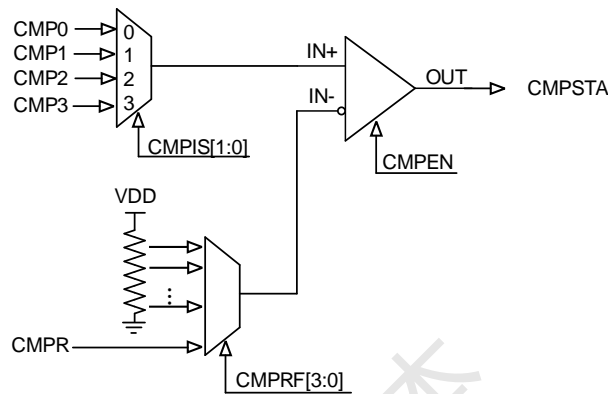 CMP0
CMP1
CMP2
CMP3
0
1
2
3
CMPIS[1:0]
IN+
IN-
OUT
CMPSTA
CMPEN
VDD
CMPR
CMPRF[3:0]